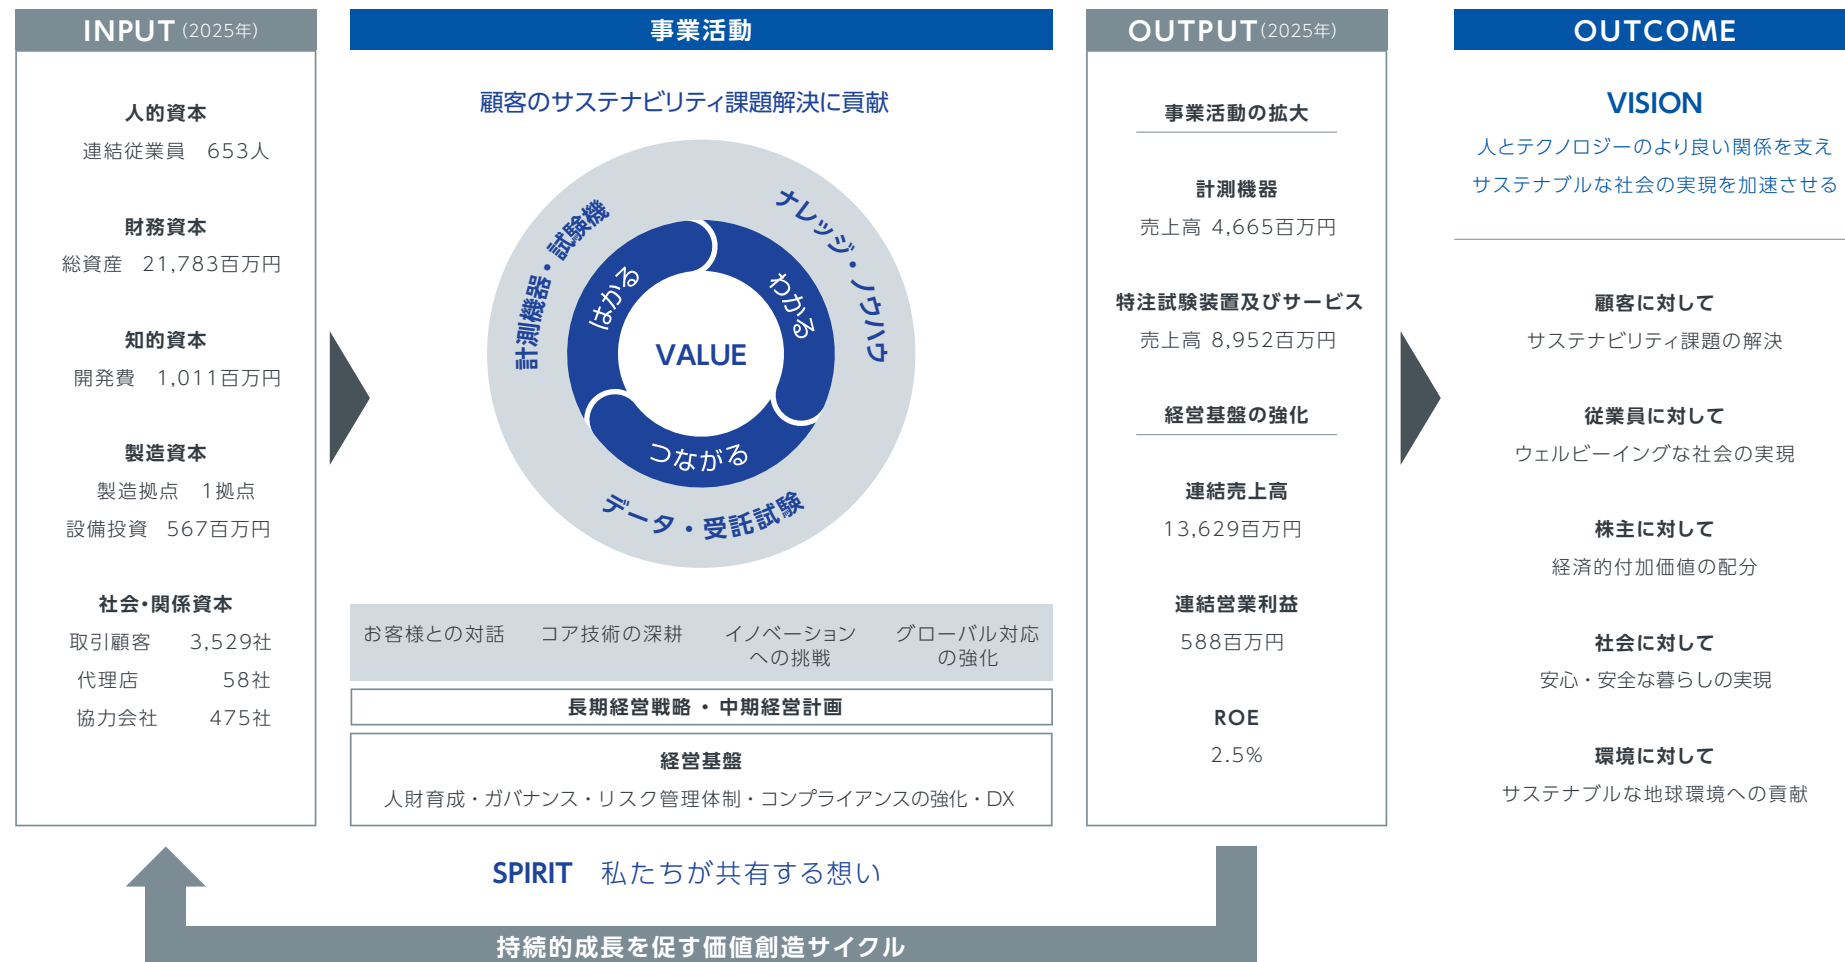 INPUT (2025年)
人的資本
連結従業員 653人
財務資本
総資産 21,783百万円
知的資本
開発費 1,011百万円
製造資本
製造拠点 1拠点
設備投資 567百万円
社会・関係資本
取引顧客 3,529社
代理店 58社
協力会社 475社
事業活動
顧客のサステナビリティ課題解決に貢献
計測機器・試験機
ナレッジ・ノウハウ
データ・受託試験
はかる
わかる
つながる
VALUE
お客様との対話
コア技術の深耕
イノベーション
への挑戦
グローバル対応
の強化
長期経営戦略・中期経営計画
経営基盤
人財育成・ガバナンス・リスク管理体制・コンプライアンスの強化・DX
OUTPUT (2025年)
事業活動の拡大
計測機器
売上高 4,665百万円
特注試験装置及びサービス
売上高 8,952百万円
経営基盤の強化
連結売上高
13,629百万円
連結営業利益
588百万円
ROE
2.5%
OUTCOME
VISION
人とテクノロジーのより良い関係を支え
サステナブルな社会の実現を加速させる
顧客に対して
サステナビリティ課題の解決
従業員に対して
ウェルビーイングな社会の実現
株主に対して
経済的付加価値の配分
社会に対して
安心・安全な暮らしの実現
環境に対して
サステナブルな地球環境への貢献
SPIRIT 私たちが共有する想い
持続的成長を促す価値創造サイクル